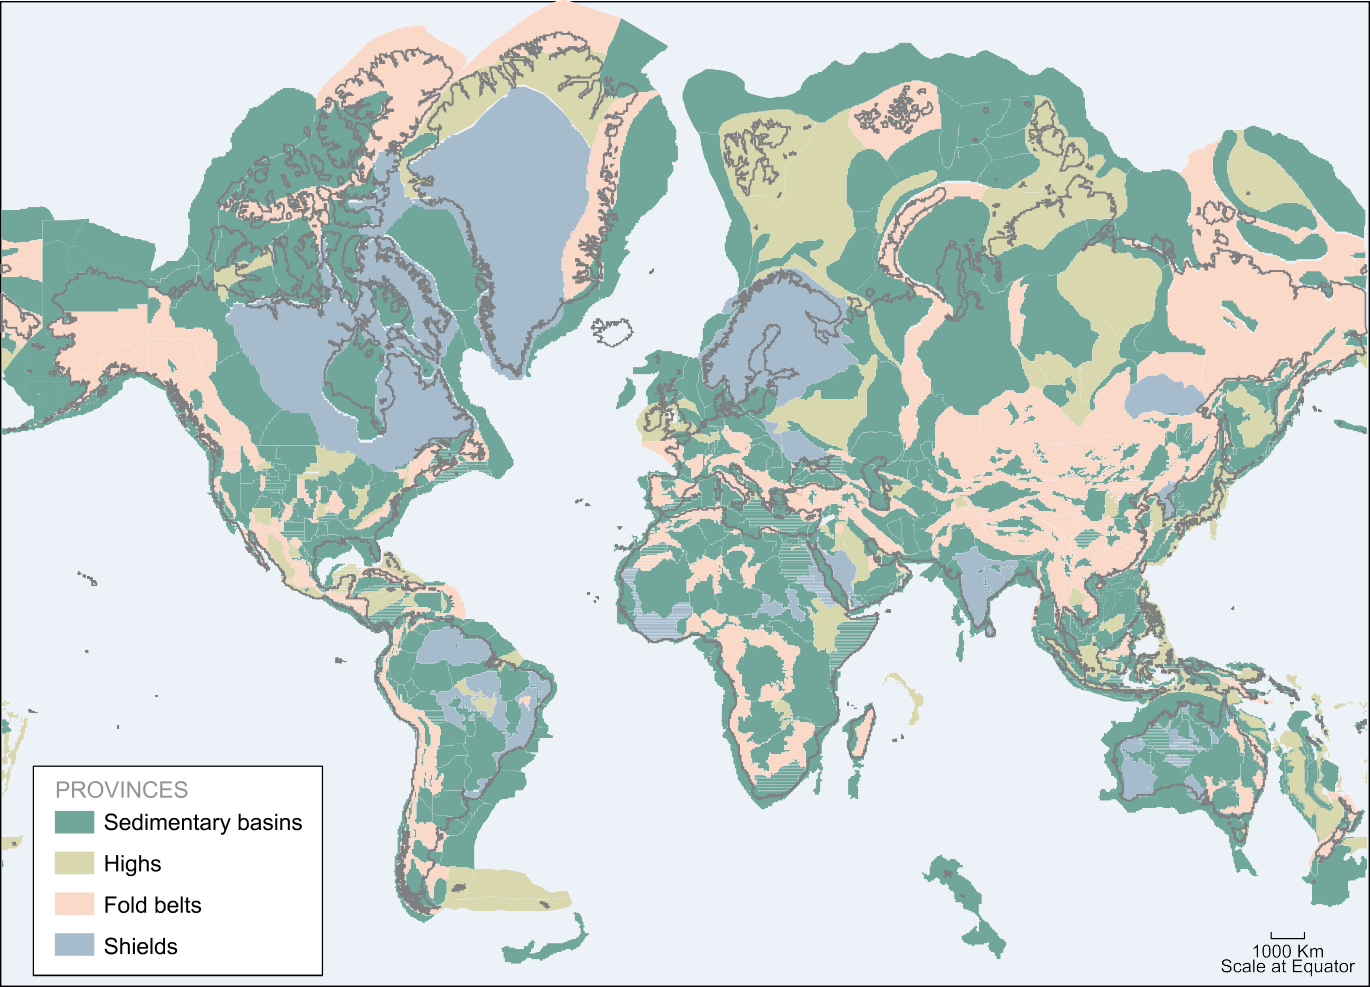 PROVINCES
Sedimentary basins
Highs
Fold belts
Shields
1000 Km
Scale at Equator